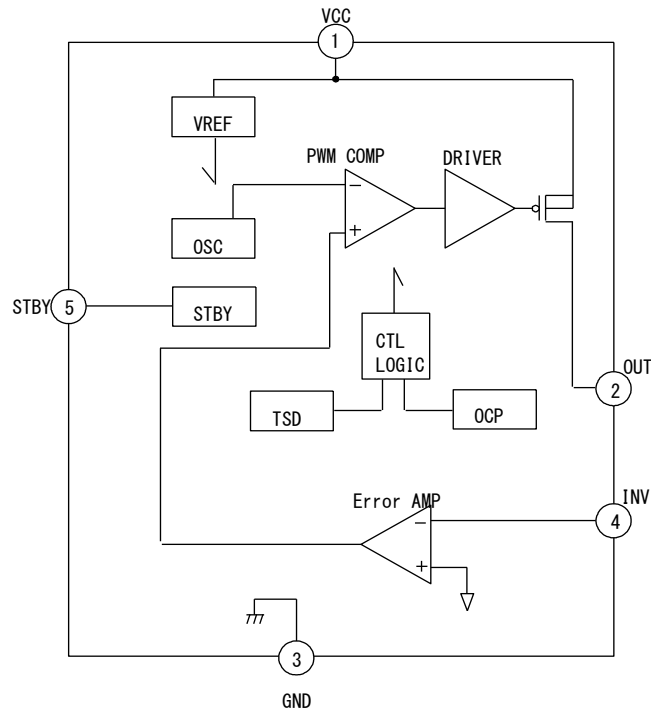 VCC
1
VREF
PWM COMP
DRIVER
−
+
OSC
STBY
5
STBY
CTL
LOGIC
OUT
2
TSD
OCP
Error AMP
INV
−
4
+
3
GND